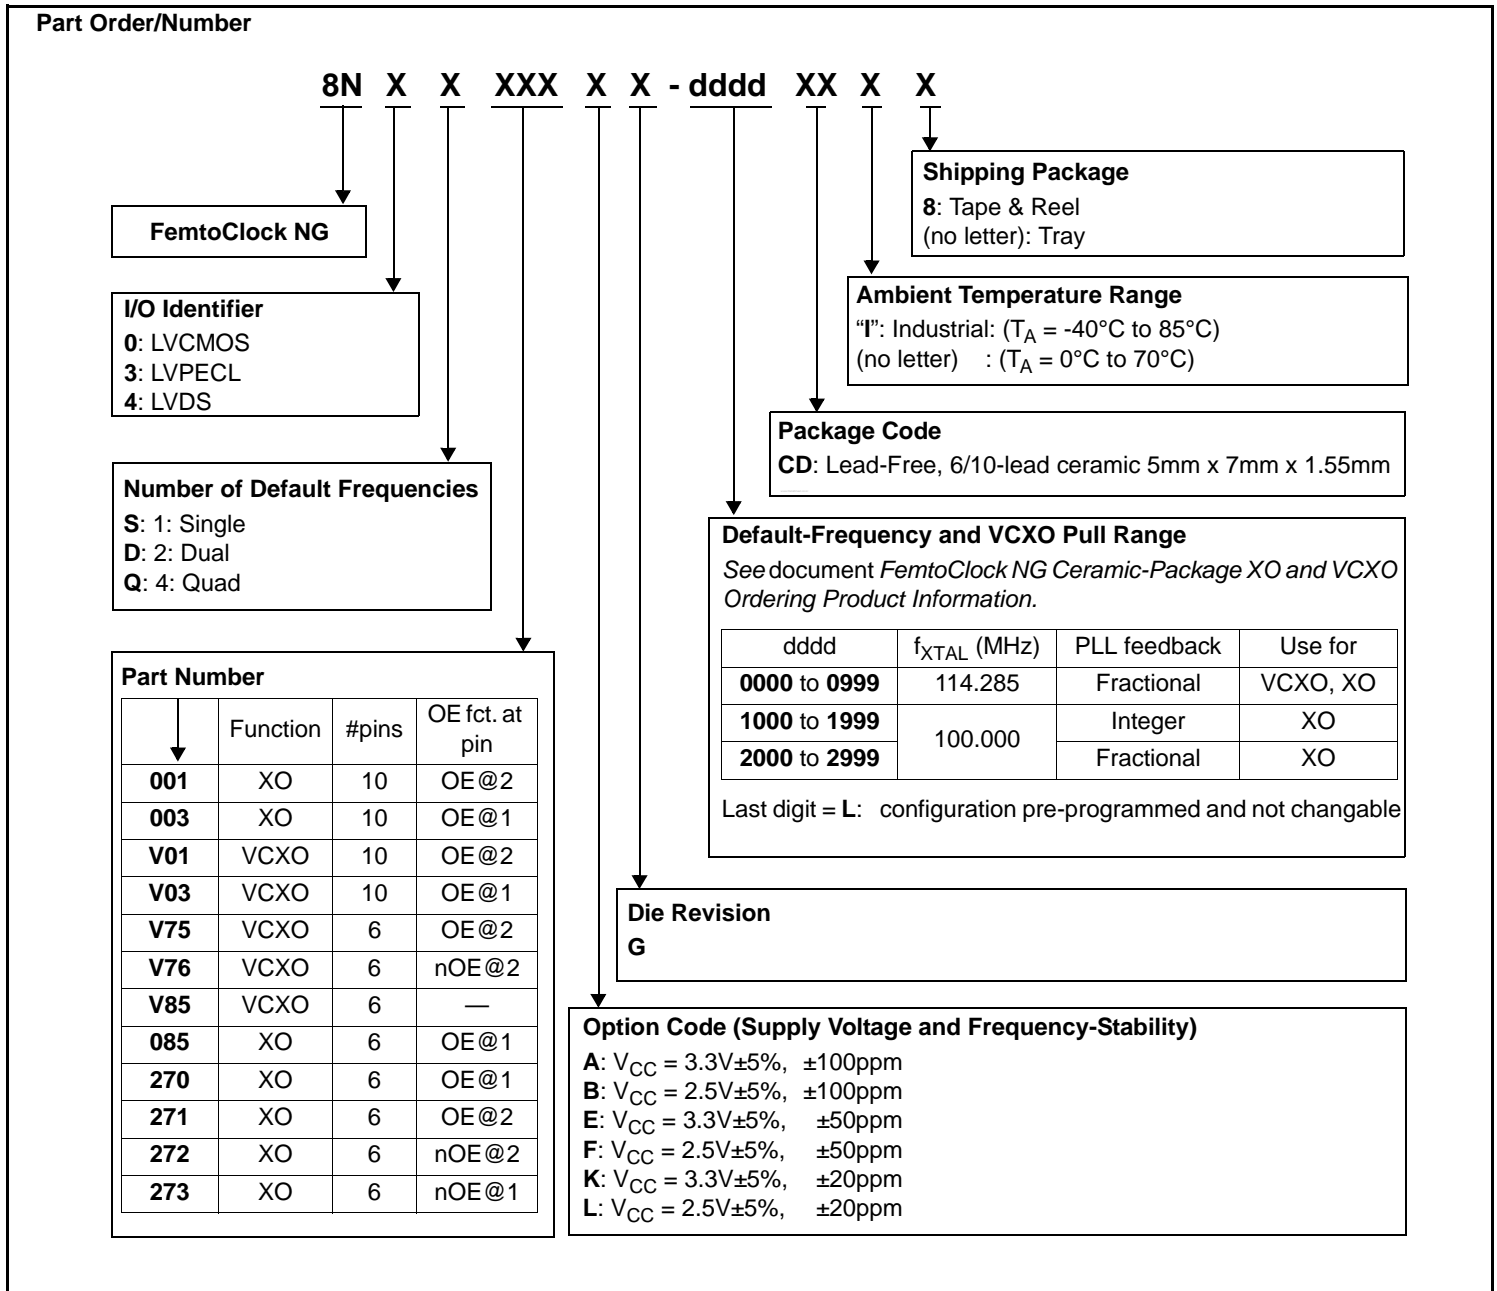 Part Order/Number
8N X X XXX X X - dddd XX X X
Shipping Package
8: Tape & Reel
(no letter): Tray
FemtoClock NG
Ambient Temperature Range
“I”: Industrial: (TA = -40°C to 85°C)
(no letter) : (TA = 0°C to 70°C)
I/O Identifier
0: LVCMOS
3: LVPECL
4: LVDS
Package Code
CD: Lead-Free, 6/10-lead ceramic 5mm x 7mm x 1.55mm
Number of Default Frequencies
S: 1: Single
D: 2: Dual
Q: 4: Quad
Default-Frequency and VCXO Pull Range
See document FemtoClock NG Ceramic-Package XO and VCXO
Ordering Product Information.
dddd fXTAL (MHz) PLL feedback Use for
0000 to 0999 114.285 Fractional VCXO, XO
1000 to 1999 100.000 Integer XO
2000 to 2999 Fractional XO
Last digit = L: configuration pre-programmed and not changable
Part Number
Function #pins OE fct. at pin
001 XO 10 OE@2
003 XO 10 OE@1
V01 VCXO 10 OE@2
V03 VCXO 10 OE@1
V75 VCXO 6 OE@2
V76 VCXO 6 nOE@2
V85 VCXO 6 —
085 XO 6 OE@1
270 XO 6 OE@1
271 XO 6 OE@2
272 XO 6 nOE@2
273 XO 6 nOE@1
Die Revision
G
Option Code (Supply Voltage and Frequency-Stability)
A: VCC = 3.3V±5%, ±100ppm
B: VCC = 2.5V±5%, ±100ppm
E: VCC = 3.3V±5%, ±50ppm
F: VCC = 2.5V±5%, ±50ppm
K: VCC = 3.3V±5%, ±20ppm
L: VCC = 2.5V±5%, ±20ppm